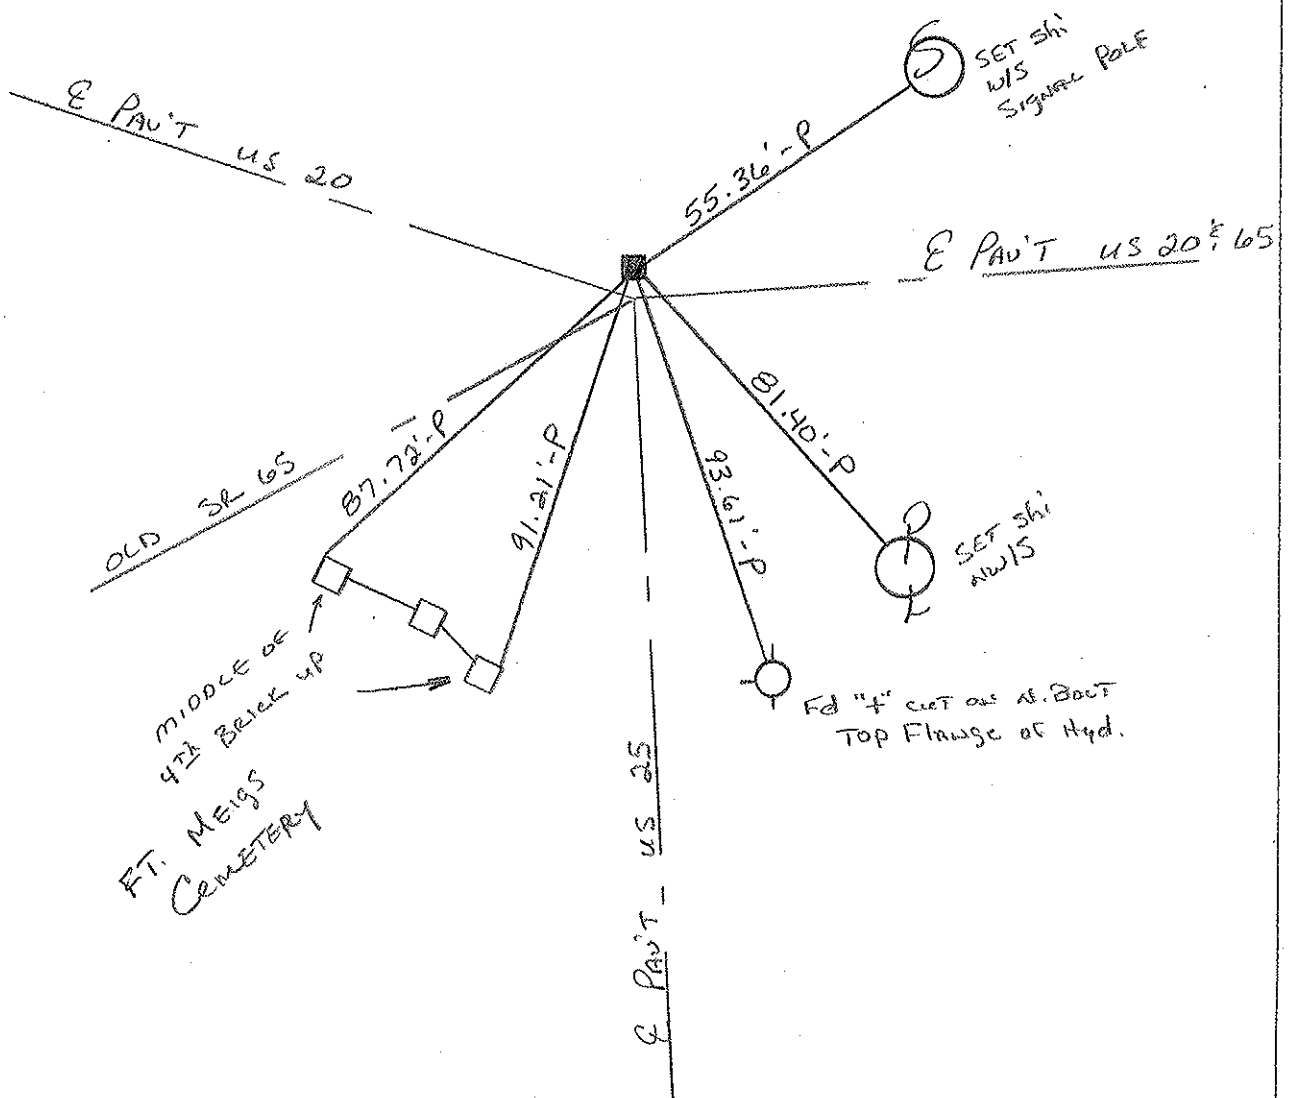 SET Shi
W/S
Signal Pole
℄ PAV'T US 20
55.36'-P
℄ PAV'T US 20 & 65
OLD SR 65
87.72'-P
91.21'-P
93.61'-P
81.40'-P
SET Shi
NW/S
Fd "+" cut on N. Bolt
Top Flange of Hyd.
MIDDLE OF
4TH BRICK UP
FT. MEIGS
CEMETERY
℄ PAV'T US 25